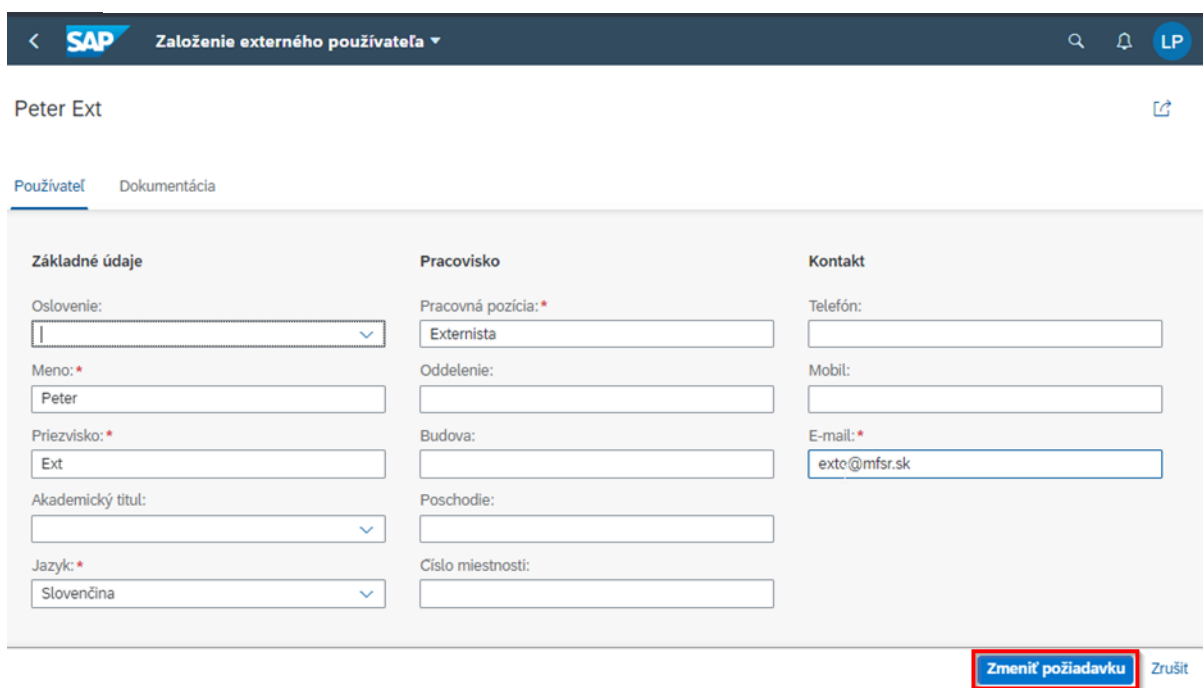 SAP Založenie externého používateľa LP
Peter Ext
Používateľ Dokumentácia
Základné údaje
Oslovenie:
Meno:*
Peter
Priezvisko:*
Ext
Akademický titul:
Jazyk:*
Slovenčina
Pracovisko
Pracovná pozícia:*
Externista
Oddelenie:
Budova:
Poschodie:
Číslo miestnosti:
Kontakt
Telefón:
Mobil:
E-mail:*
exte@mfsr.sk
Zmeniť požiadavku Zrušiť